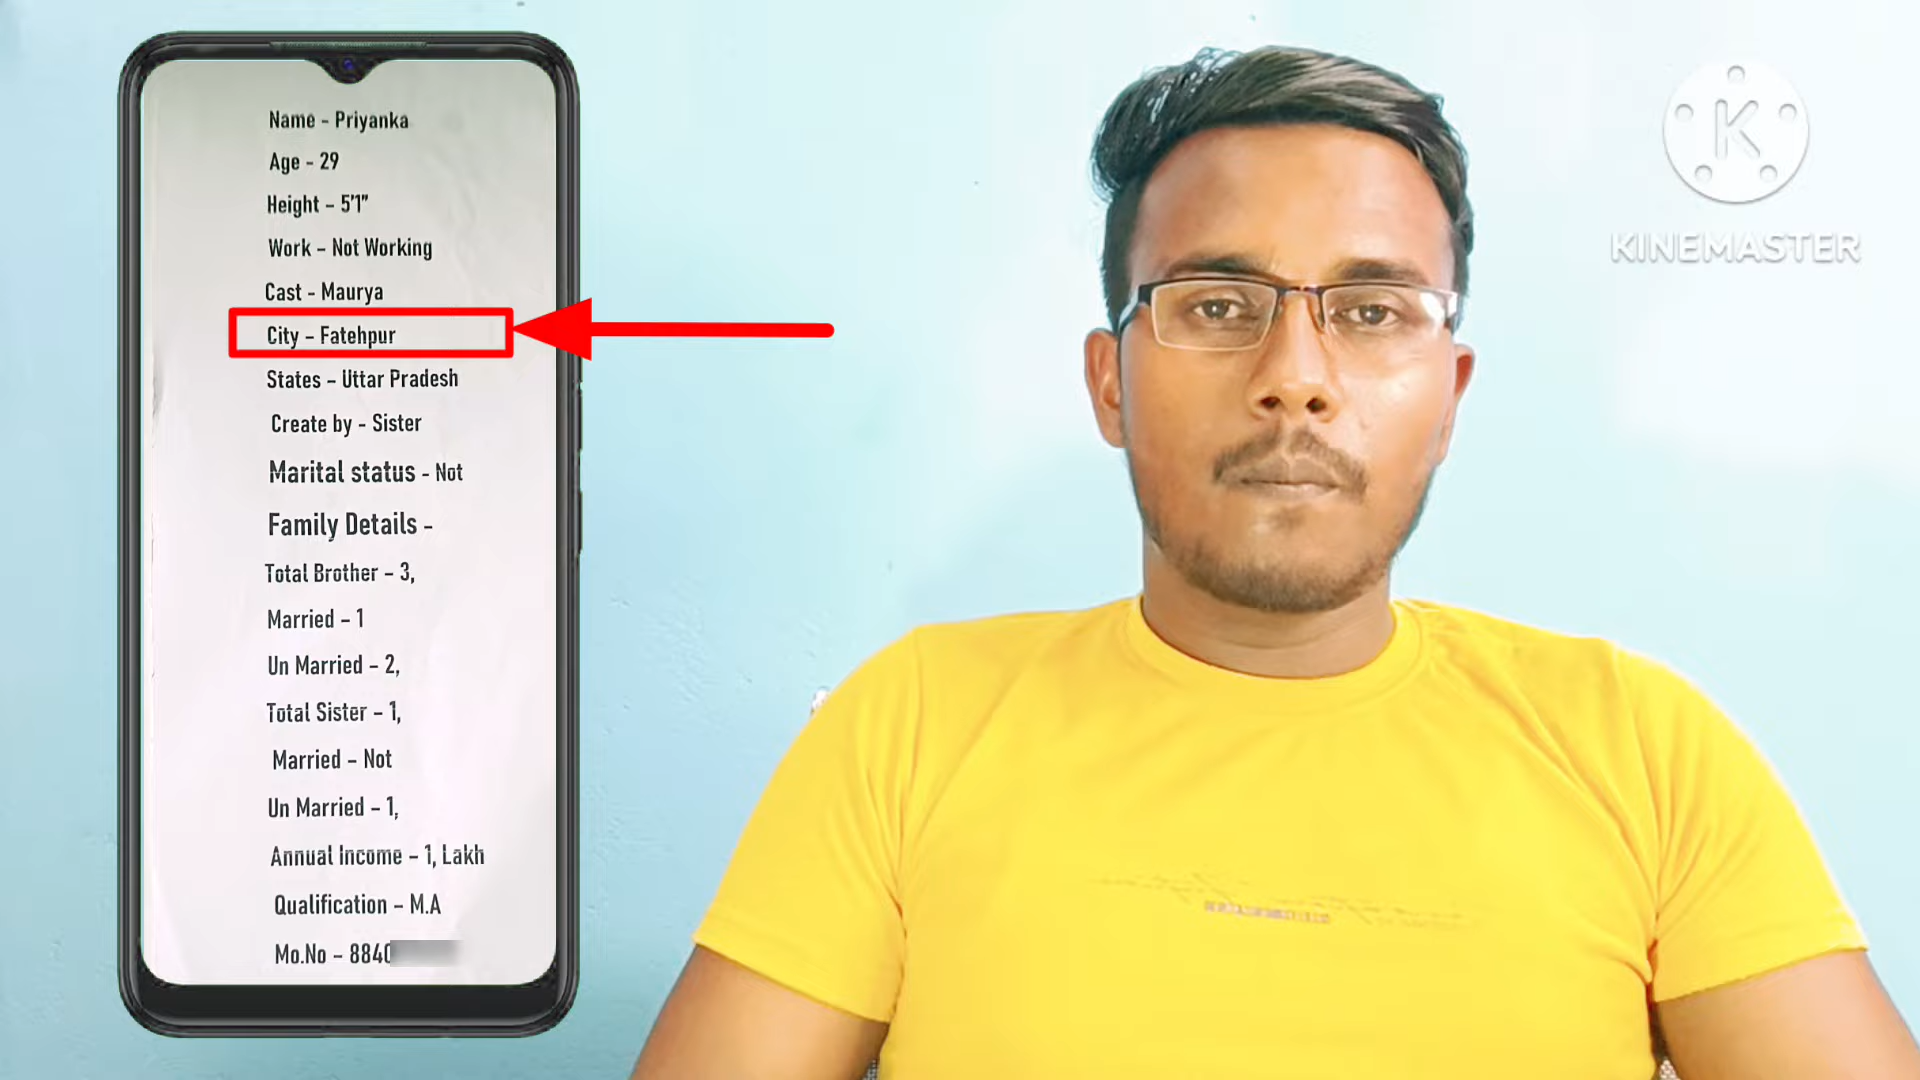 Name - Priyanka
Age - 29
Height - 5'1"
Work - Not Working
Cast - Maurya
City - Fatehpur
States - Uttar Pradesh
Create by - Sister
Marital status - Not
Family Details -
Total Brother - 3,
Married - 1
Un Married - 2,
Total Sister - 1,
Married - Not
Un Married - 1,
Annual Income - 1, Lakh
Qualification - M.A
Mo.No - 8840
K
KINEMASTER